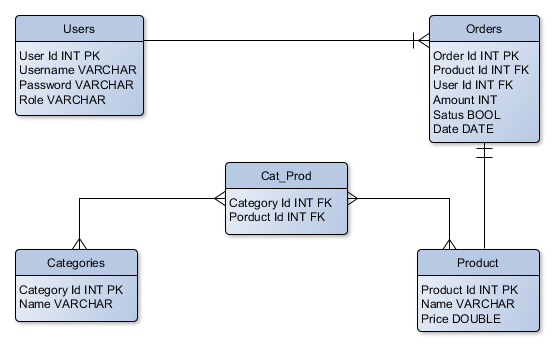 Users
User Id INT PK
Username VARCHAR
Password VARCHAR
Role VARCHAR
Orders
Order Id INT PK
Product Id INT FK
User Id INT FK
Amount INT
Satus BOOL
Date DATE
Cat_Prod
Category Id INT FK
Porduct Id INT FK
Categories
Category Id INT PK
Name VARCHAR
Product
Product Id INT PK
Name VARCHAR
Price DOUBLE